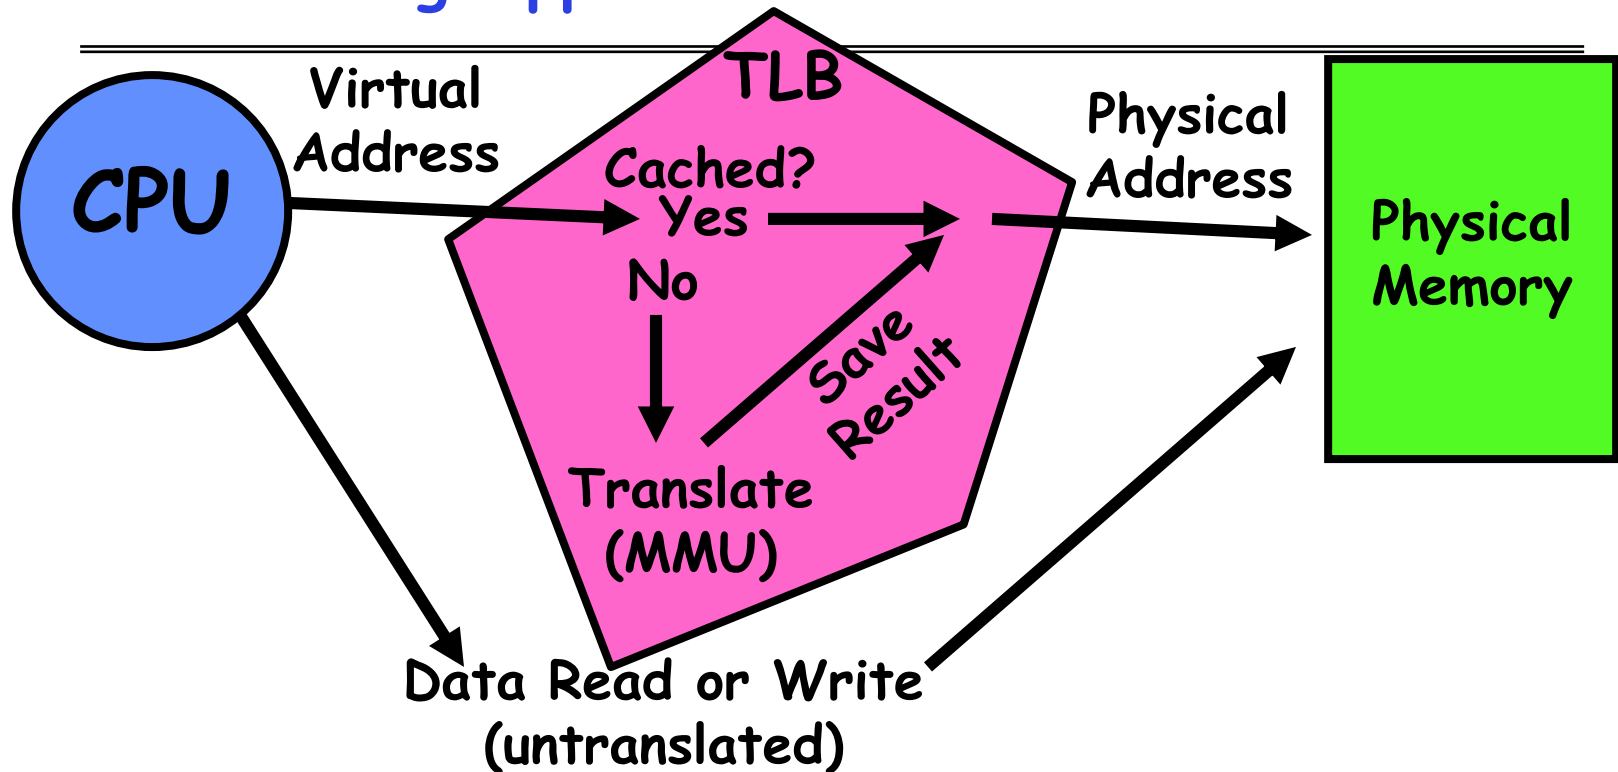 TLB
Virtual
Address
Physical
Address
CPU
Cached?
Yes
No
Physical
Memory
Save
Result
Translate
(MMU)
Data Read or Write
(untranslated)